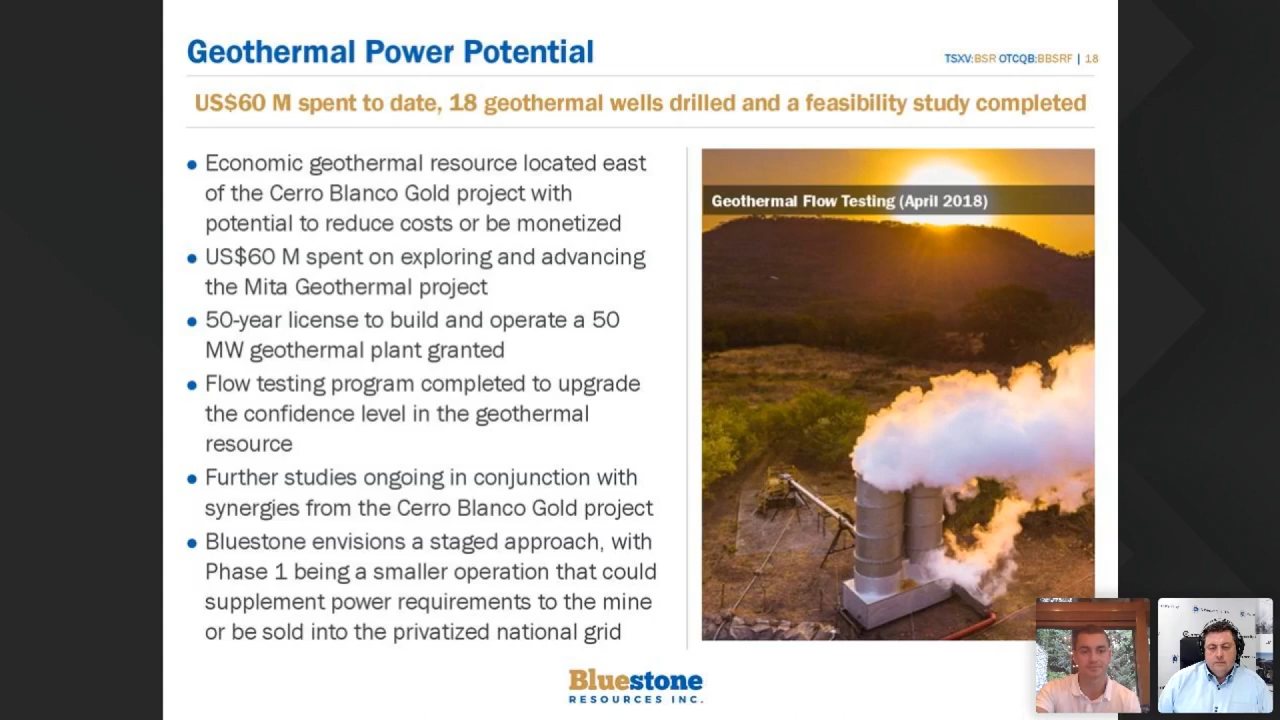 Geothermal Power Potential
TSXV:BSR OTCQB:BBSRF | 18
US$60 M spent to date, 18 geothermal wells drilled and a feasibility study completed
● Economic geothermal resource located east
of the Cerro Blanco Gold project with
potential to reduce costs or be monetized
● US$60 M spent on exploring and advancing
the Mita Geothermal project
● 50-year license to build and operate a 50
MW geothermal plant granted
● Flow testing program completed to upgrade
the confidence level in the geothermal
resource
● Further studies ongoing in conjunction with
synergies from the Cerro Blanco Gold project
● Bluestone envisions a staged approach, with
Phase 1 being a smaller operation that could
supplement power requirements to the mine
or be sold into the privatized national grid
Geothermal Flow Testing (April 2018)
Bluestone
RESOURCES INC.